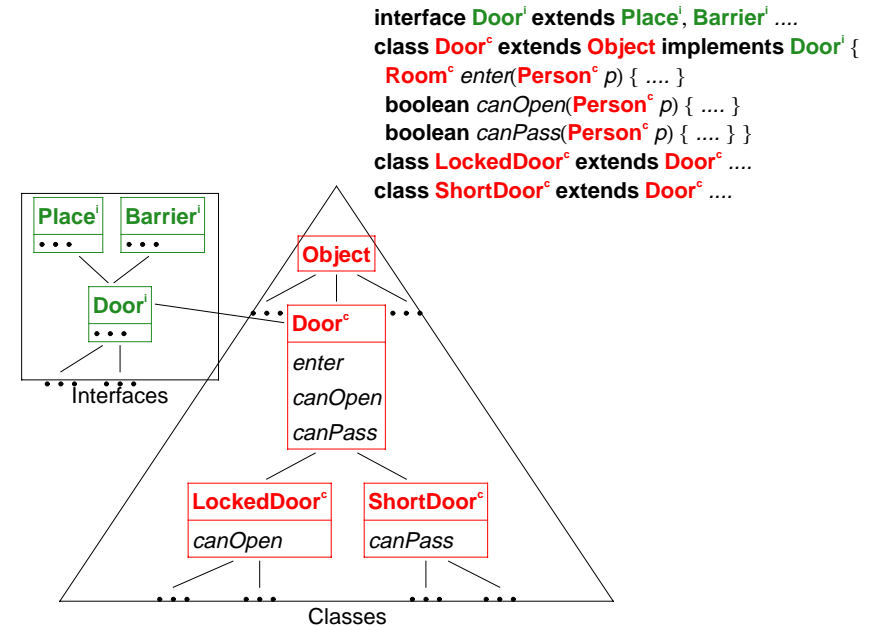 interface Doorⁱ extends Placeⁱ, Barrierⁱ ....
class Doorᶜ extends Object implements Doorⁱ {
Roomᶜ enter(Personᶜ p) { .... }
boolean canOpen(Personᶜ p) { .... }
boolean canPass(Personᶜ p) { .... } }
class LockedDoorᶜ extends Doorᶜ ....
class ShortDoorᶜ extends Doorᶜ ....
Placeⁱ Barrierⁱ
• • • • • •
Object
Doorⁱ
• • •
• • • • • •
Interfaces
• • • • • •
Doorᶜ
enter
canOpen
canPass
LockedDoorᶜ ShortDoorᶜ
canOpen canPass
• • • • • • • • • • • •
Classes